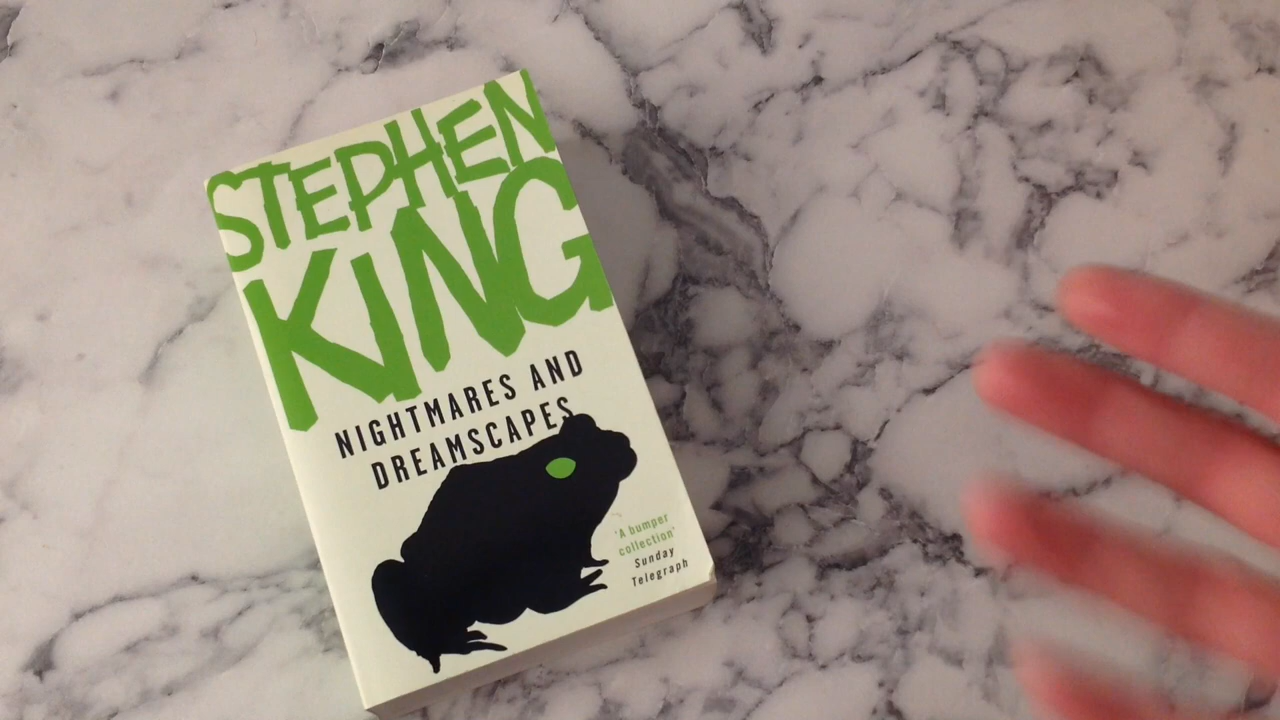 STEPHEN
KING
NIGHTMARES AND
DREAMSCAPES
'A bumper
collection'
Sunday
Telegraph